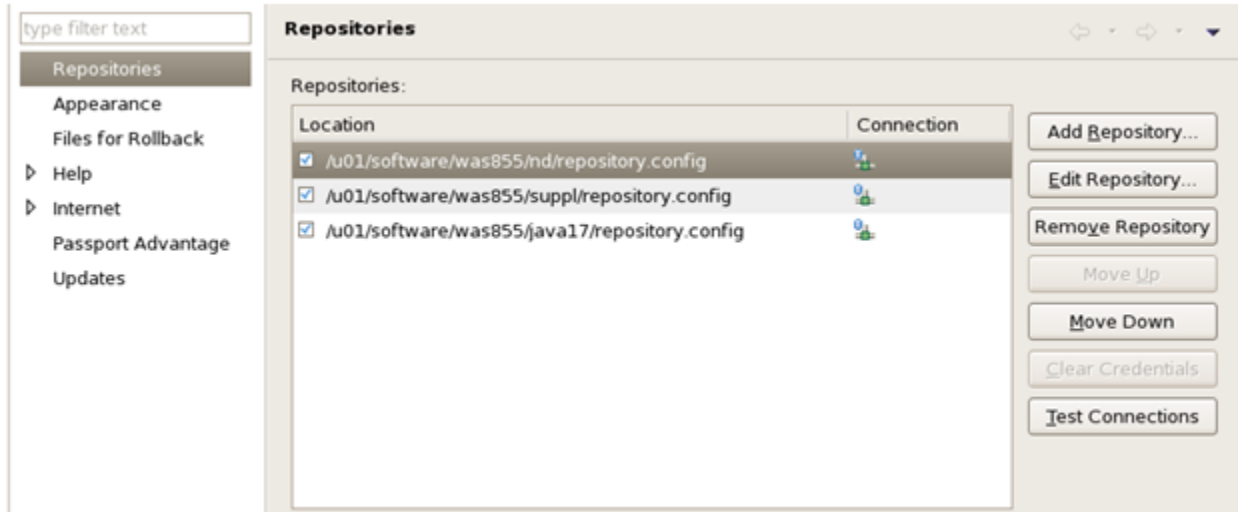 type filter text
Repositories
Appearance
Files for Rollback
Help
Internet
Passport Advantage
Updates
Repositories
Repositories:
Location Connection
/u01/software/was855/nd/repository.config
/u01/software/was855/suppl/repository.config
/u01/software/was855/java17/repository.config
Add Repository...
Edit Repository...
Remove Repository
Move Up
Move Down
Clear Credentials
Test Connections